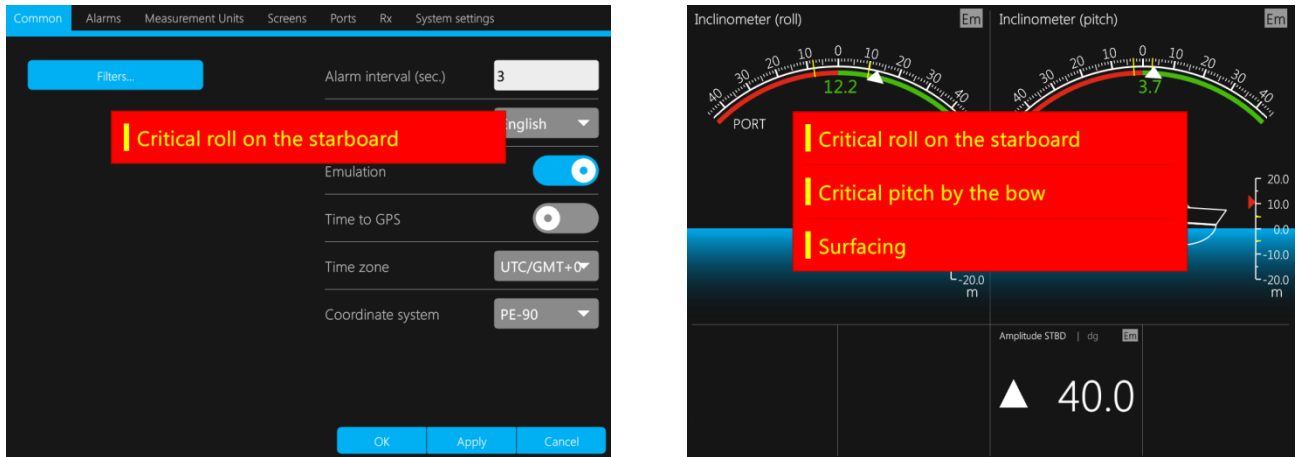 Common Alarms Measurement Units Screens Ports Rx System settings
Filters...
Alarm interval (sec.) 3
English
Critical roll on the starboard
Emulation
Time to GPS
Time zone UTC/GMT+0
Coordinate system PE-90
OK Apply Cancel
Inclinometer (roll) Em
40 30 20 10 0 10 20 30 40
12.2
PORT
Inclinometer (pitch) Em
40 30 20 10 0 10 20 30 40
3.7
Critical roll on the starboard
Critical pitch by the bow
Surfacing
-20.0
m
20.0
10.0
0.0
-10.0
-20.0
m
Amplitude STBD | dg Em
40.0